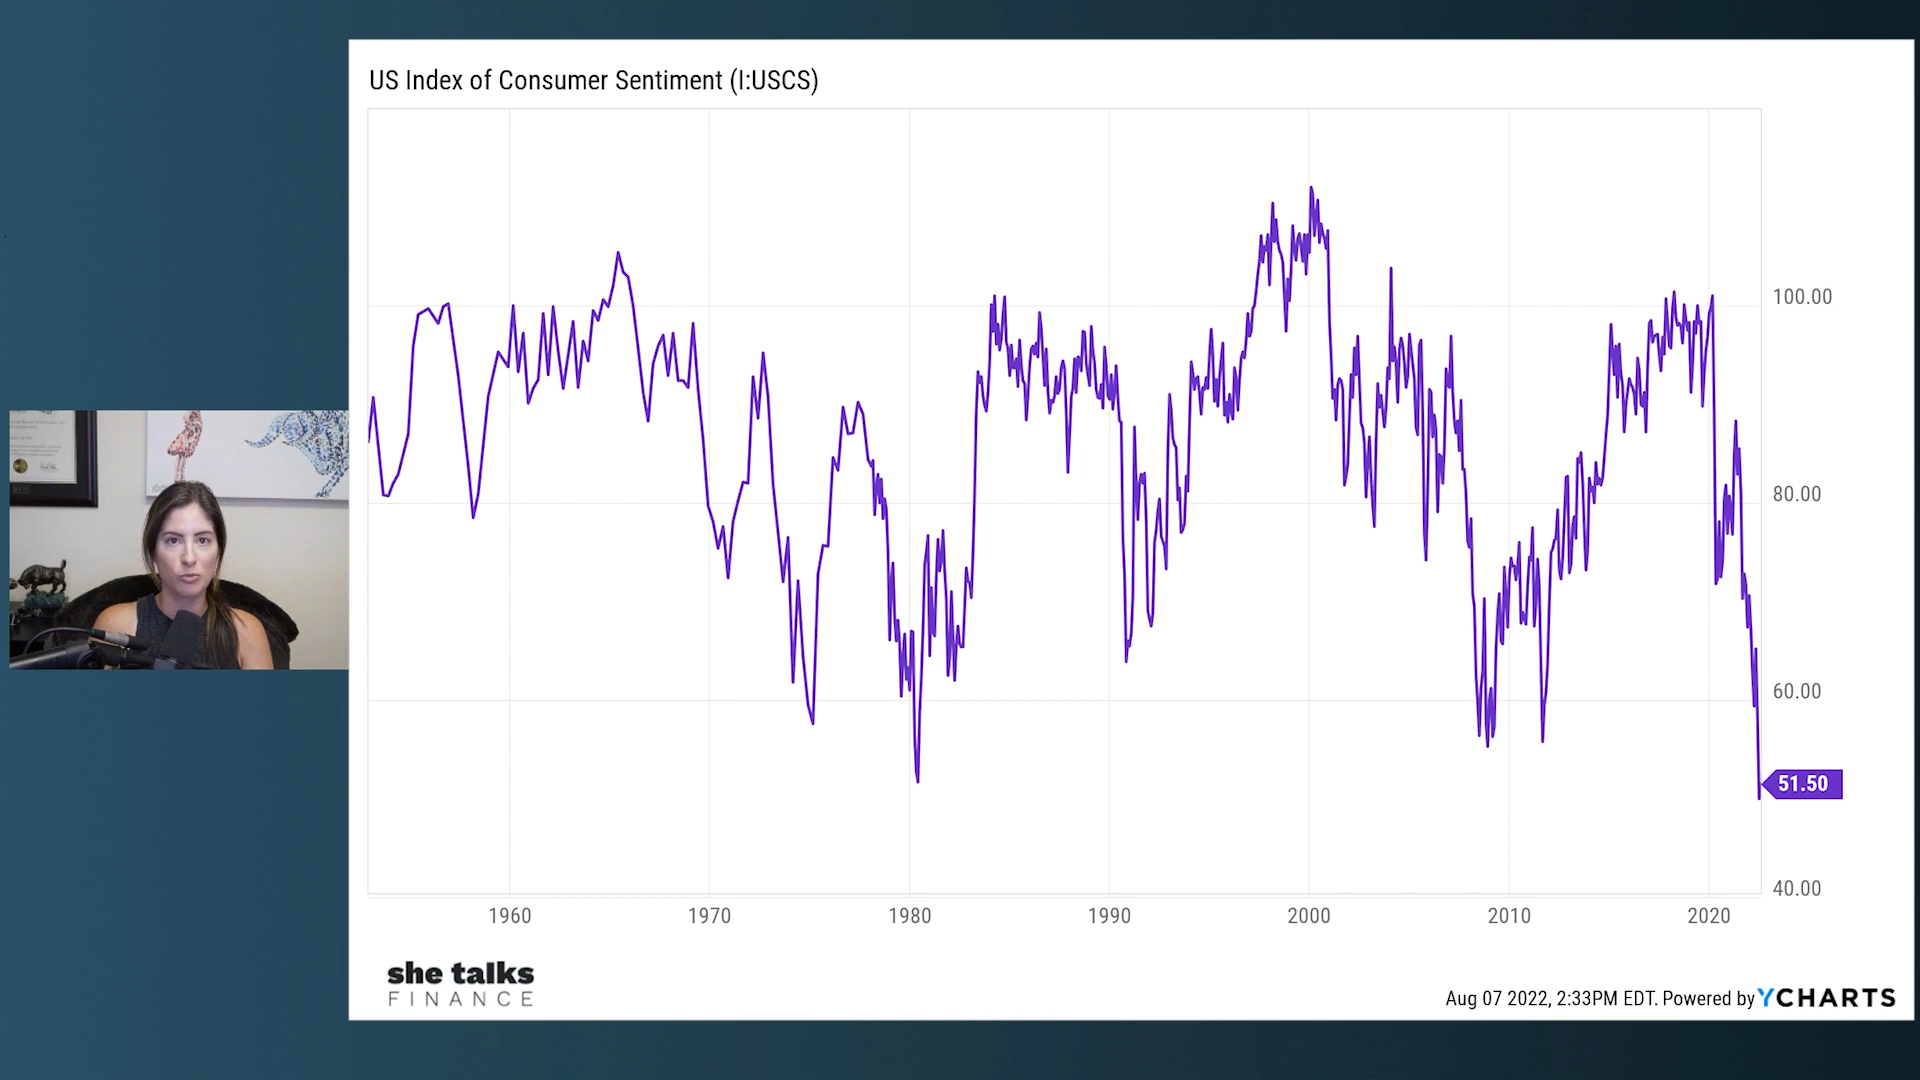 US Index of Consumer Sentiment (I:USCS)
100.00
80.00
60.00
51.50
40.00
1960 1970 1980 1990 2000 2010 2020
she talks
FINANCE
Aug 07 2022, 2:33PM EDT. Powered by YCHARTS